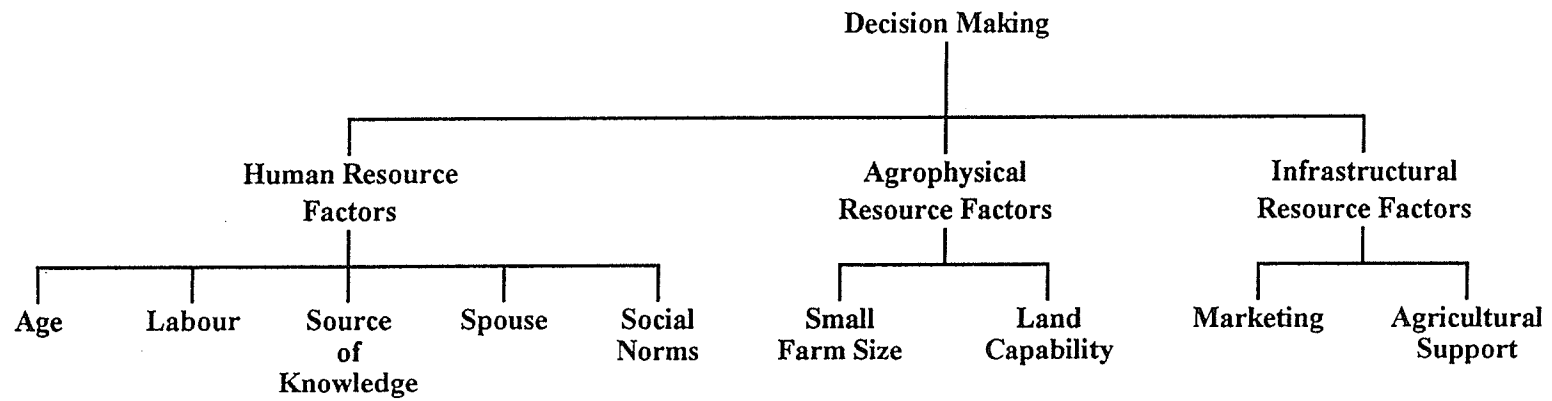 Decision Making
Human Resource
Factors
Agrophysical
Resource Factors
Infrastructural
Resource Factors
Age
Labour
Source
of
Knowledge
Spouse
Social
Norms
Small
Farm Size
Land
Capability
Marketing
Agricultural
Support